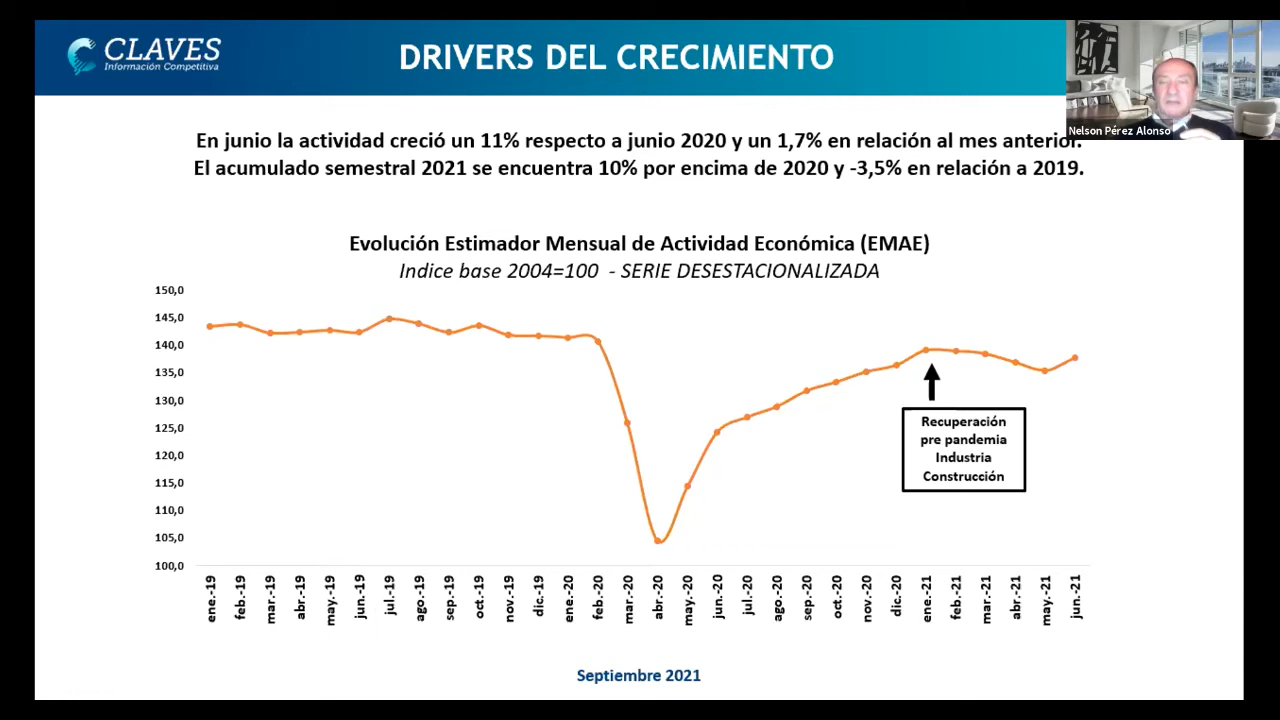 CLAVES
Información Competitiva
DRIVERS DEL CRECIMIENTO
Nelson Pérez Alonso
En junio la actividad creció un 11% respecto a junio 2020 y un 1,7% en relación al mes anterior.
El acumulado semestral 2021 se encuentra 10% por encima de 2020 y -3,5% en relación a 2019.
Evolución Estimador Mensual de Actividad Económica (EMAE)
Indice base 2004=100 - SERIE DESESTACIONALIZADA
150,0
145,0
140,0
135,0
130,0
125,0
120,0
115,0
110,0
105,0
100,0
Recuperación
pre pandemia
Industria
Construcción
ene.-19
feb.-19
mar.-19
abr.-19
may.-19
jun.-19
jul.-19
ago.-19
sep.-19
oct.-19
nov.-19
dic.-19
ene.-20
feb.-20
mar.-20
abr.-20
may.-20
jun.-20
jul.-20
ago.-20
sep.-20
oct.-20
nov.-20
dic.-20
ene.-21
feb.-21
mar.-21
abr.-21
may.-21
jun.-21
Septiembre 2021